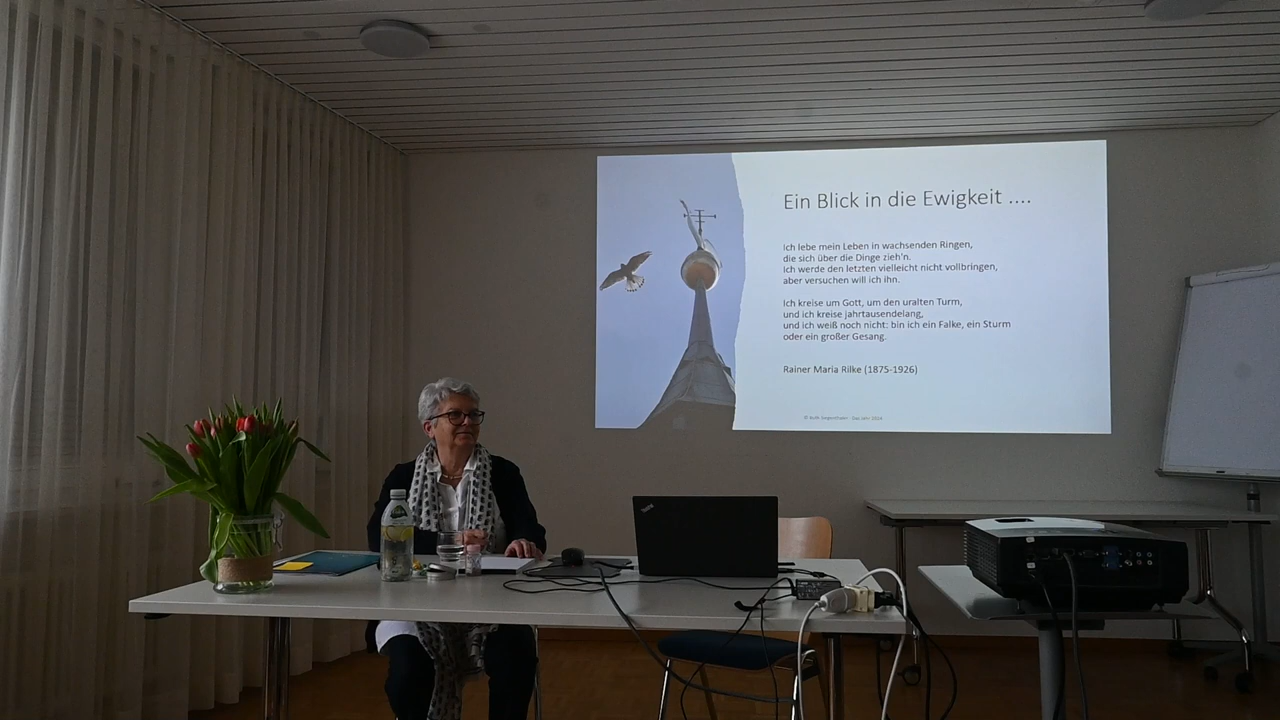 Ein Blick in die Ewigkeit ....
Ich lebe mein Leben in wachsenden Ringen,
die sich über die Dinge zieh'n.
Ich werde den letzten vielleicht nicht vollbringen,
aber versuchen will ich ihn.
Ich kreise um Gott, um den uralten Turm,
und ich kreise jahrtausendelang,
und ich weiß noch nicht: bin ich ein Falke, ein Sturm
oder ein großer Gesang.
Rainer Maria Rilke (1875-1926)